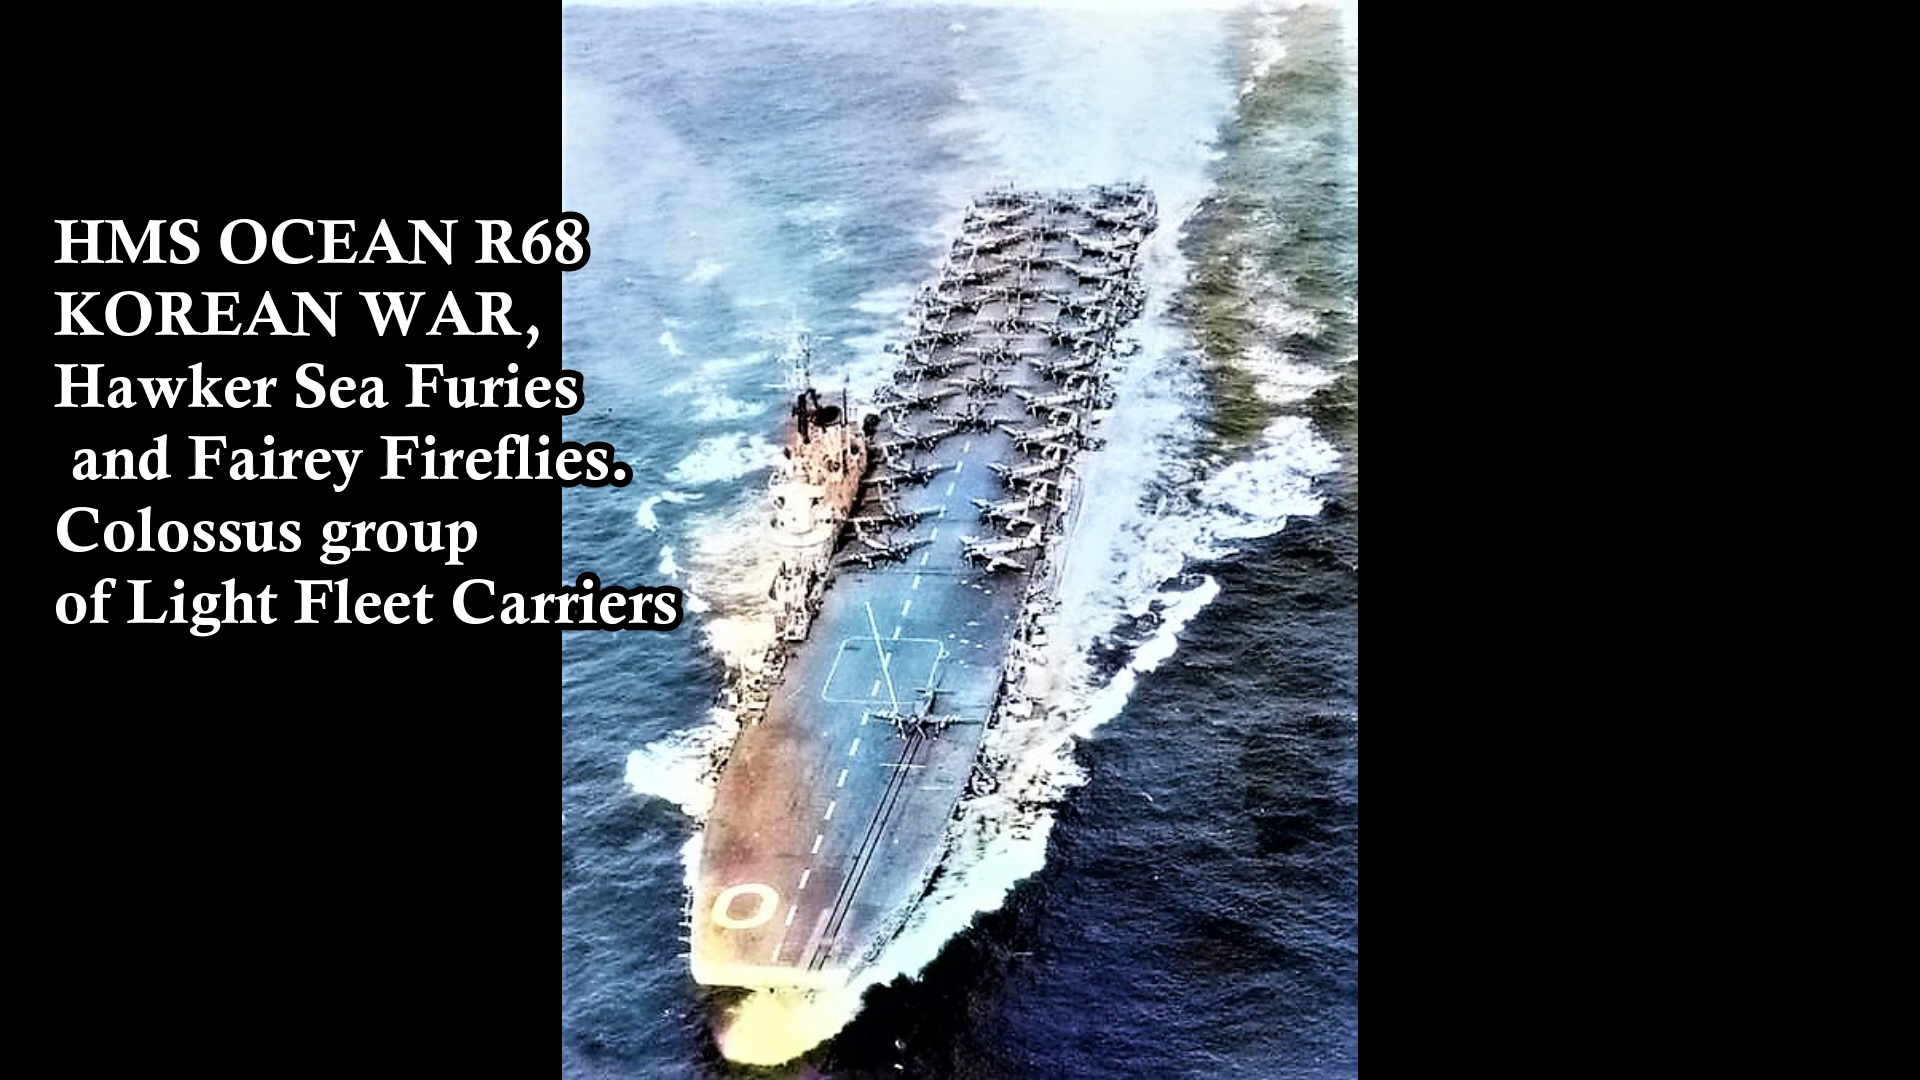 HMS OCEAN R68
KOREAN WAR,
Hawker Sea Furies
and Fairey Fireflies.
Colossus group
of Light Fleet Carriers
O